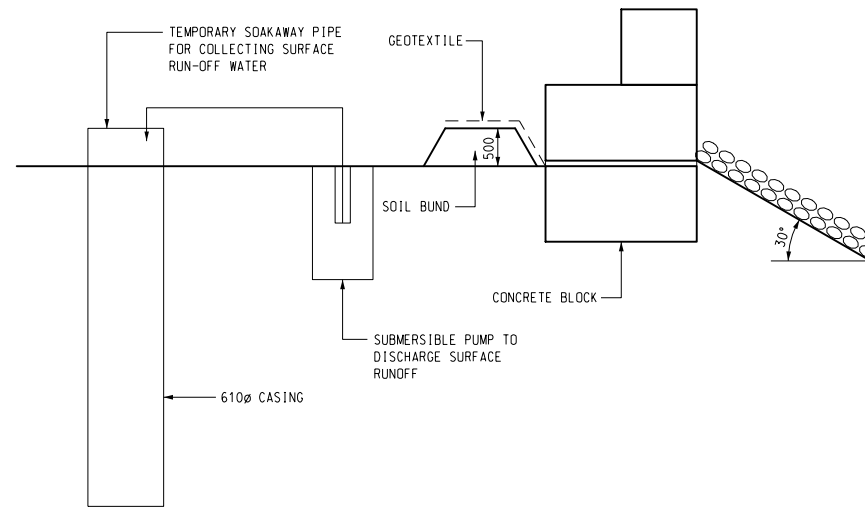 TEMPORARY SOAKAWAY PIPE
FOR COLLECTING SURFACE
RUN-OFF WATER
GEOTEXTILE
500
SOIL BUND
30°
CONCRETE BLOCK
SUBMERSIBLE PUMP TO
DISCHARGE SURFACE
RUNOFF
610ø CASING